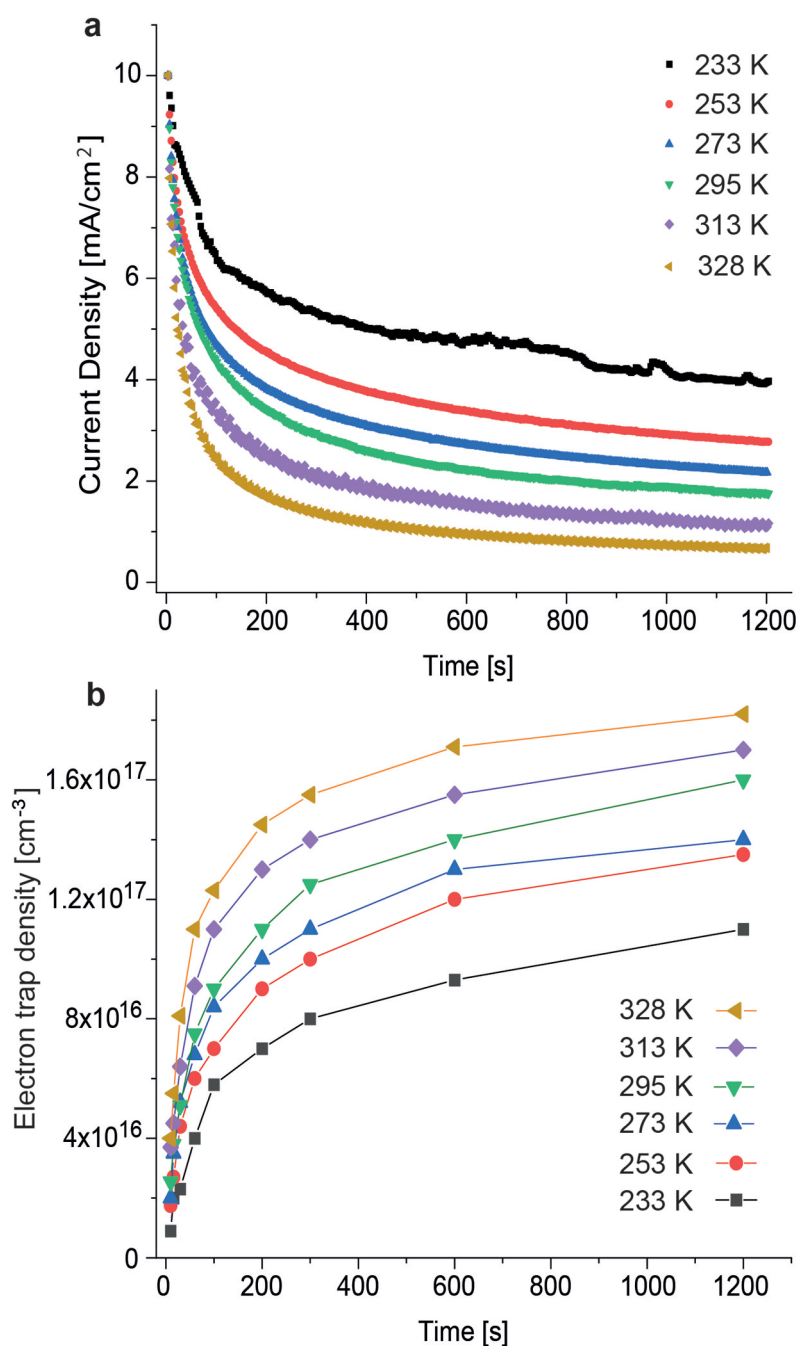 a
10
8
6
4
2
0
Current Density [mA/cm²]
233 K
253 K
273 K
295 K
313 K
328 K
0
200
400
600
800
1000
1200
Time [s]
b
1.6x10¹⁷
1.2x10¹⁷
8x10¹⁶
4x10¹⁶
0
Electron trap density [cm⁻³]
328 K
313 K
295 K
273 K
253 K
233 K
0
200
400
600
800
1000
1200
Time [s]